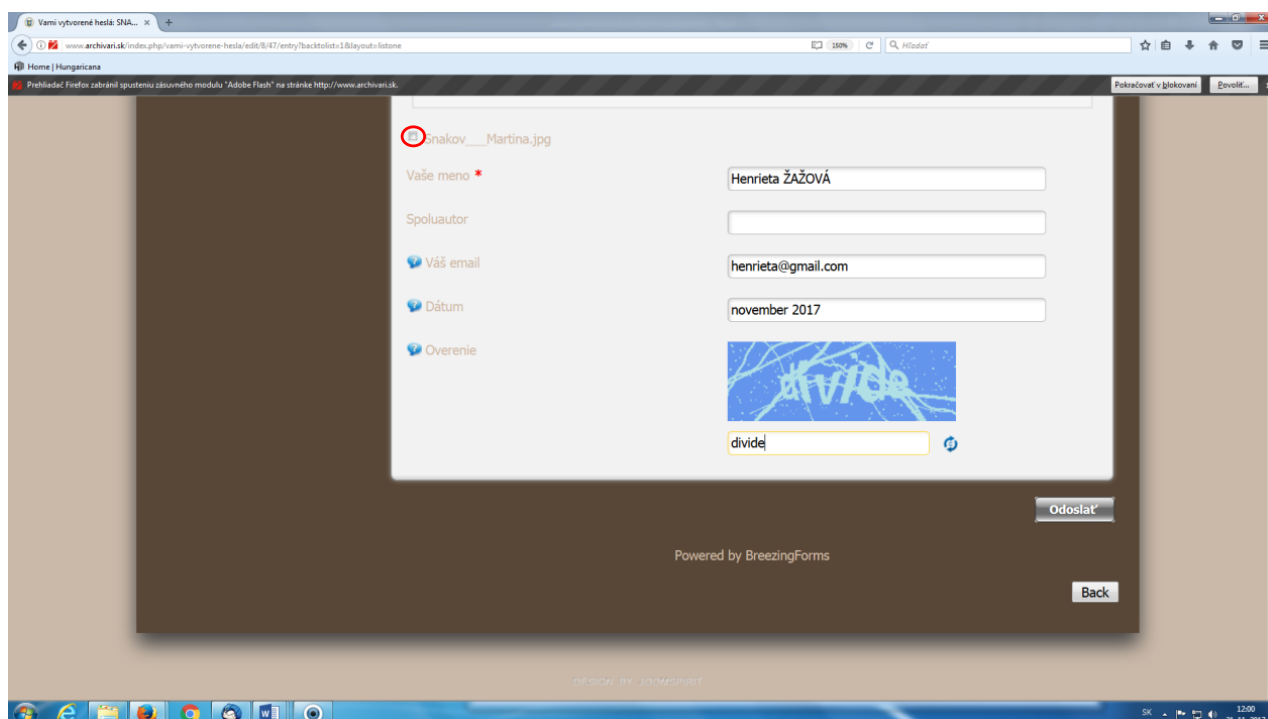 Vami vytvorené heslá: SNA... × +
www.archivari.sk/index.php/vami-vytvorene-hesla/edit/8/47/entry?backtolist=1&layout=listone 150% Hľadať
Home | Hungaricana
Prehliadač Firefox zabránil spusteniu zásuvného modulu "Adobe Flash" na stránke http://www.archivari.sk. Pokračovať v blokovaní Povoliť...
Snakov___Martina.jpg
Vaše meno * Henrieta ŽAŽOVÁ
Spoluautor
Váš email henrieta@gmail.com
Dátum november 2017
Overenie divide
divide
Odoslať
Powered by BreezingForms
Back
DESIGN BY JOOMSPIRIT
SK 12:00